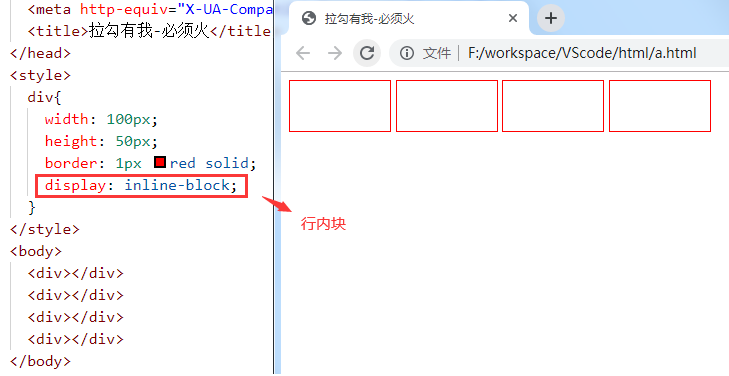 <meta http-equiv="X-UA-Compa
<title>拉勾有我-必须火</title
</head>
<style>
div{
width: 100px;
height: 50px;
border: 1px red solid;
display: inline-block;
}
</style>
<body>
<div></div>
<div></div>
<div></div>
<div></div>
</body>
拉勾有我-必须火
文件 | F:/workspace/VScode/html/a.html
行内块